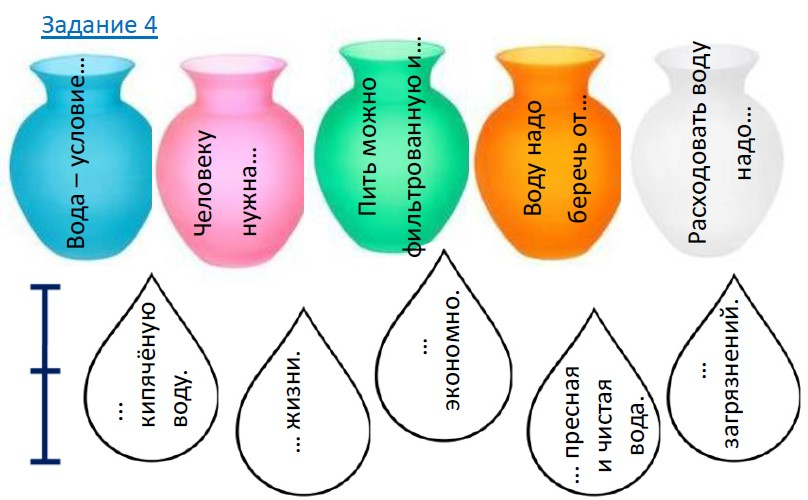 Задание 4
Вода – условие...
Человеку
нужна...
Пить можно
фильтрованную и...
Воду надо
беречь от...
Расходовать воду
надо...
...
кипячёную
воду.
... жизни.
...
экономно.
... пресная
и чистая
вода.
...
загрязнений.